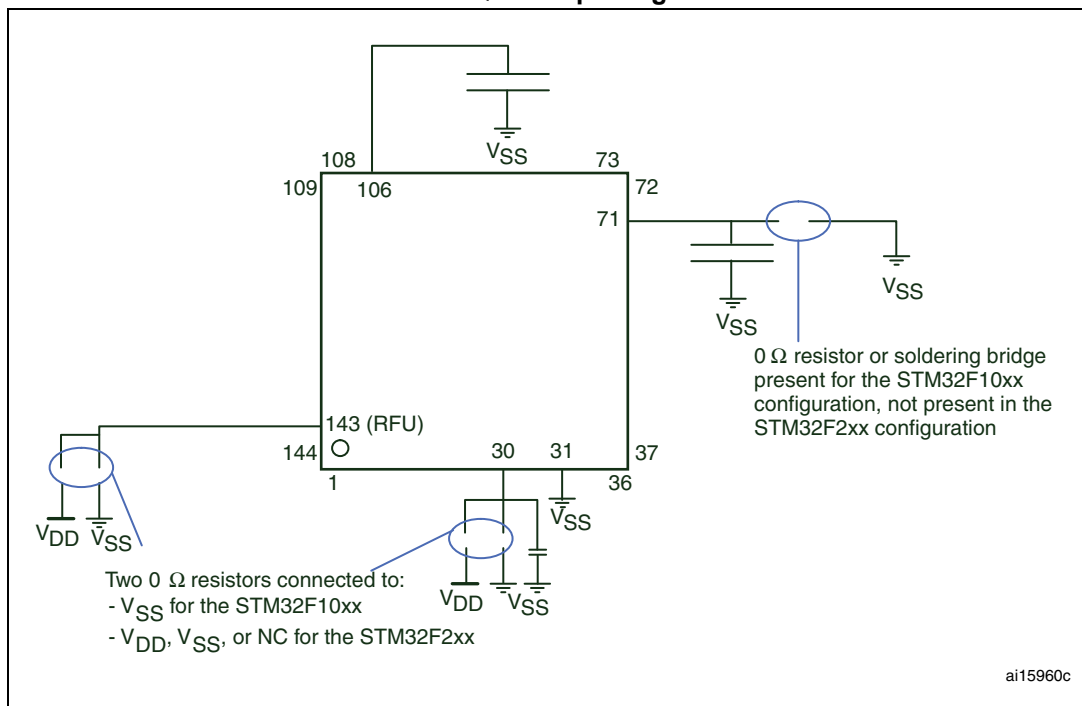 VSS
108
73
109
106
72
71
VSS
VSS
0 Ω resistor or soldering bridge
present for the STM32F10xx
configuration, not present in the
STM32F2xx configuration
143 (RFU)
144
30
31
37
1
36
VDD
VSS
VSS
Two 0 Ω resistors connected to:
- VSS for the STM32F10xx
- VDD, VSS, or NC for the STM32F2xx
VDD
VSS
ai15960c